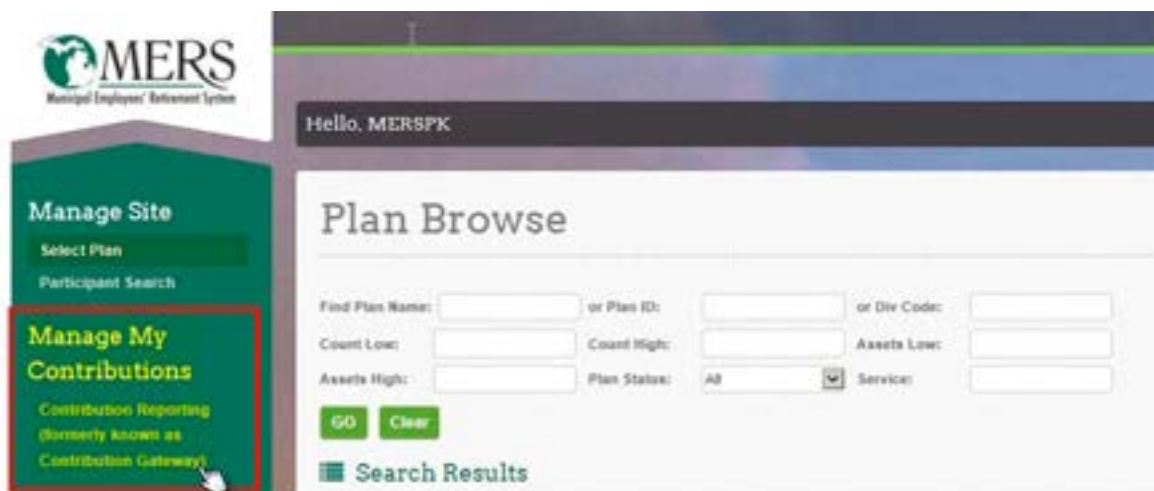 MERS
Municipal Employees' Retirement System
Hello, MERSPK
Manage Site
Select Plan
Participant Search
Manage My
Contributions
Contribution Reporting
(formerly known as
Contribution Gateway)
Plan Browse
Find Plan Name: or Plan ID: or Div Code:
Count Low: Count High: Assets Low:
Assets High: Plan Status: All Service:
GO Clear
Search Results